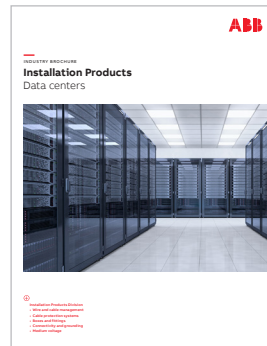 ABB
INDUSTRY BROCHURE
Installation Products
Data centers
Installation Products Division
– Wire and cable management
– Cable protection systems
– Boxes and fittings
– Connectivity and grounding
– Medium voltage